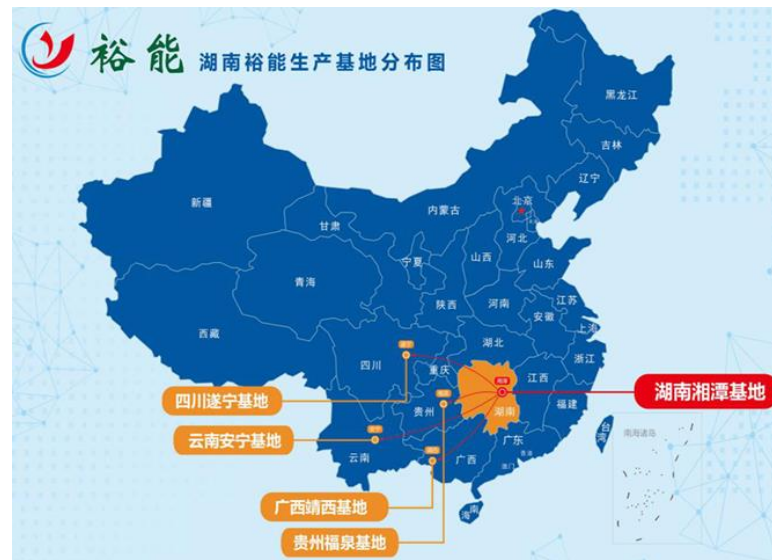 裕能 湖南裕能生产基地分布图
黑龙江
吉林
辽宁
新疆
内蒙古
北京
甘肃
河北
宁夏
山西
山东
青海
陕西
河南
江苏
安徽
上海
西藏
湖北
四川
重庆
浙江
江西
湖南湘潭基地
四川遂宁基地
贵州
湖南
福建
云南安宁基地
广东
台湾
南海诸岛
云南
广西
香港
澳门
广西靖西基地
海南
贵州福泉基地